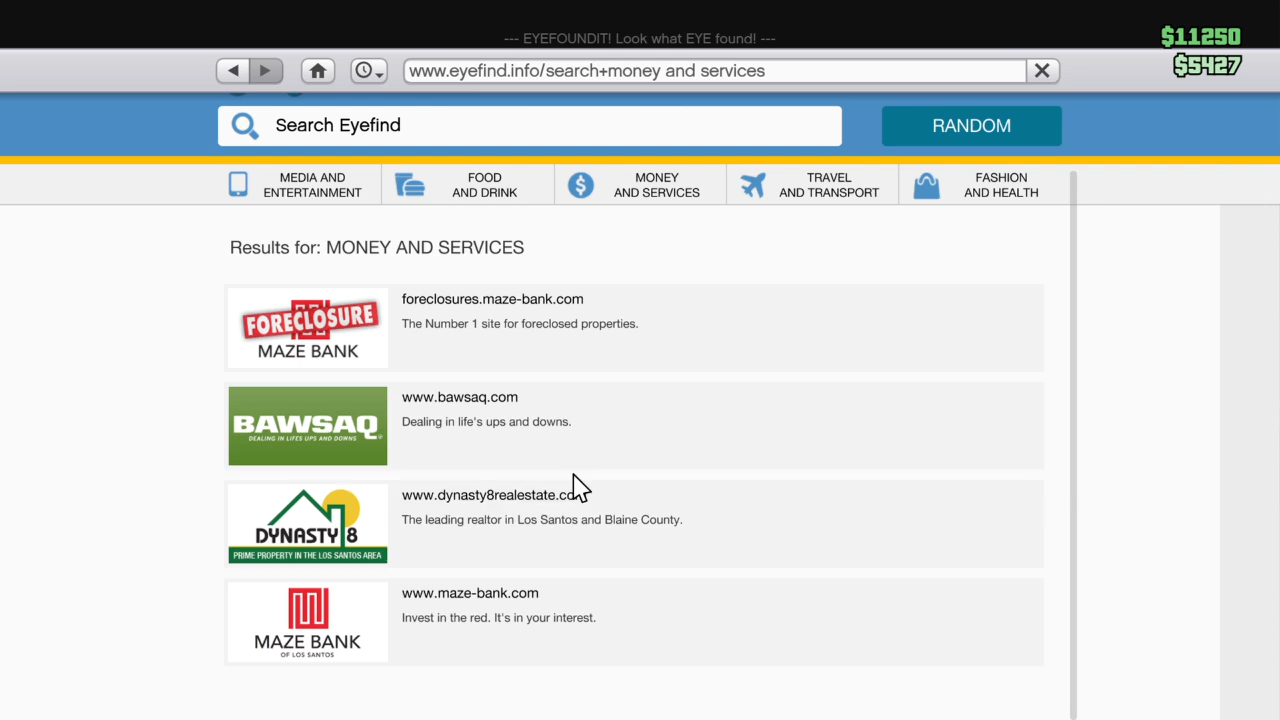 --- EYEFOUNDIT! Look what EYE found! ---
$11250
$5427
www.eyefind.info/search+money and services
Search Eyefind
RANDOM
MEDIA AND
ENTERTAINMENT
FOOD
AND DRINK
MONEY
AND SERVICES
TRAVEL
AND TRANSPORT
FASHION
AND HEALTH
Results for: MONEY AND SERVICES
FORECLOSURE
MAZE BANK
foreclosures.maze-bank.com
The Number 1 site for foreclosed properties.
BAWSAQ
DEALING IN LIFES UPS AND DOWNS
www.bawsaq.com
Dealing in life's ups and downs.
DYNASTY 8
PRIME PROPERTY IN THE LOS SANTOS AREA
www.dynasty8realestate.co
The leading realtor in Los Santos and Blaine County.
MAZE BANK
OF LOS SANTOS
www.maze-bank.com
Invest in the red. It's in your interest.